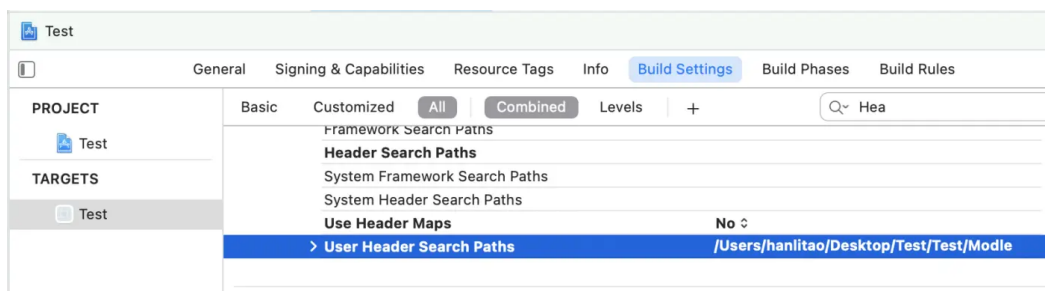 Test
General Signing & Capabilities Resource Tags Info Build Settings Build Phases Build Rules
PROJECT
Test
TARGETS
Test
Basic Customized All Combined Levels + Hea
Framework Search Paths
Header Search Paths
System Framework Search Paths
System Header Search Paths
Use Header Maps No
User Header Search Paths /Users/hanlitao/Desktop/Test/Test/Modle